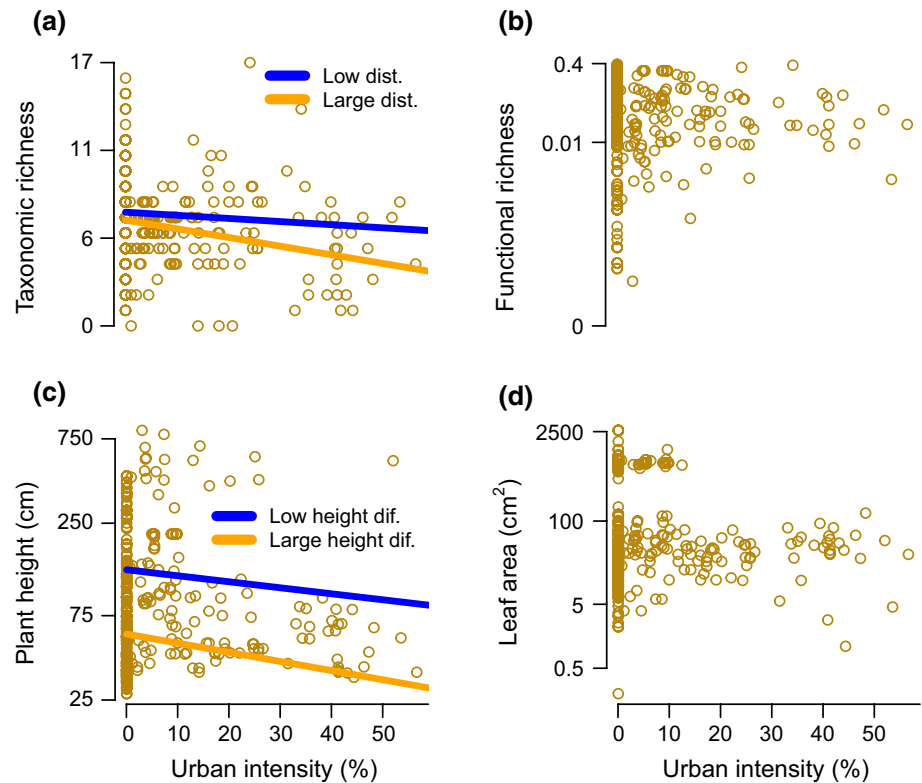 (a)
17
11
6
0
Taxonomic richness
Low dist.
Large dist.
(b)
0.4
0.01
0
Functional richness
(c)
750
250
75
25
Plant height (cm)
Low height dif.
Large height dif.
0 10 20 30 40 50
Urban intensity (%)
(d)
2500
100
5
0.5
Leaf area (cm²)
0 10 20 30 40 50
Urban intensity (%)